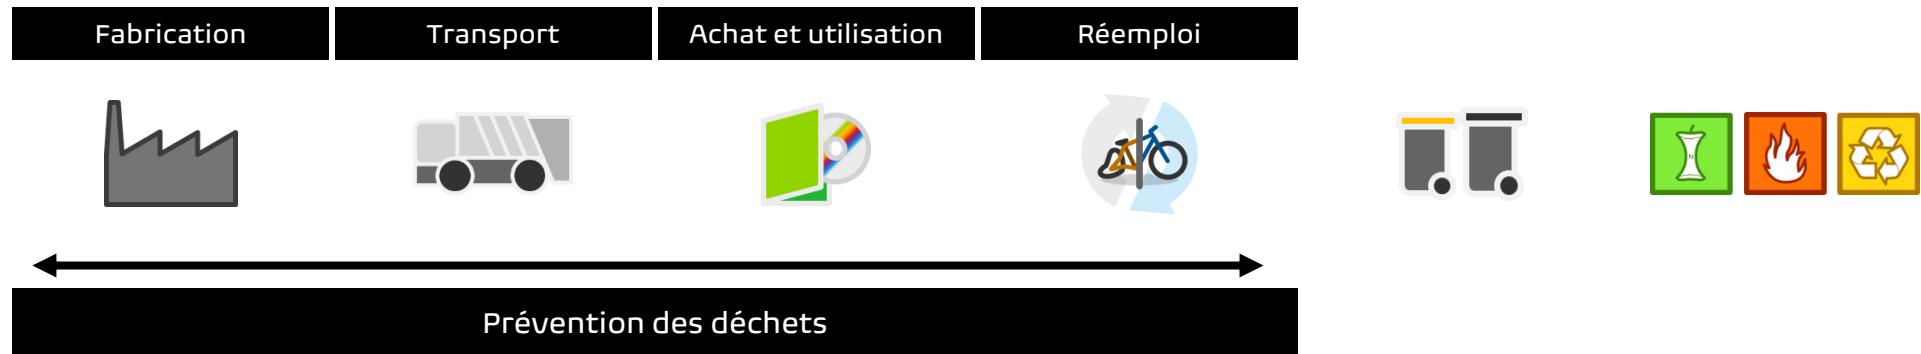 Fabrication
Transport
Achat et utilisation
Réemploi
Prévention des déchets